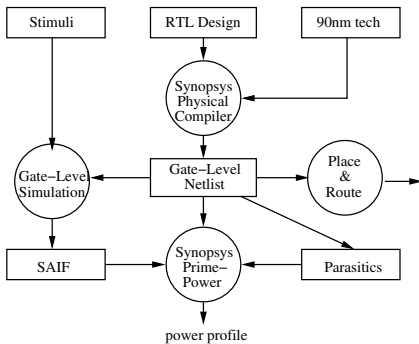 Stimuli
RTL Design
90nm tech
Synopsys
Physical
Compiler
Gate−Level
Simulation
Gate−Level
Netlist
Place
&
Route
SAIF
Synopsys
Prime−
Power
Parasitics
power profile